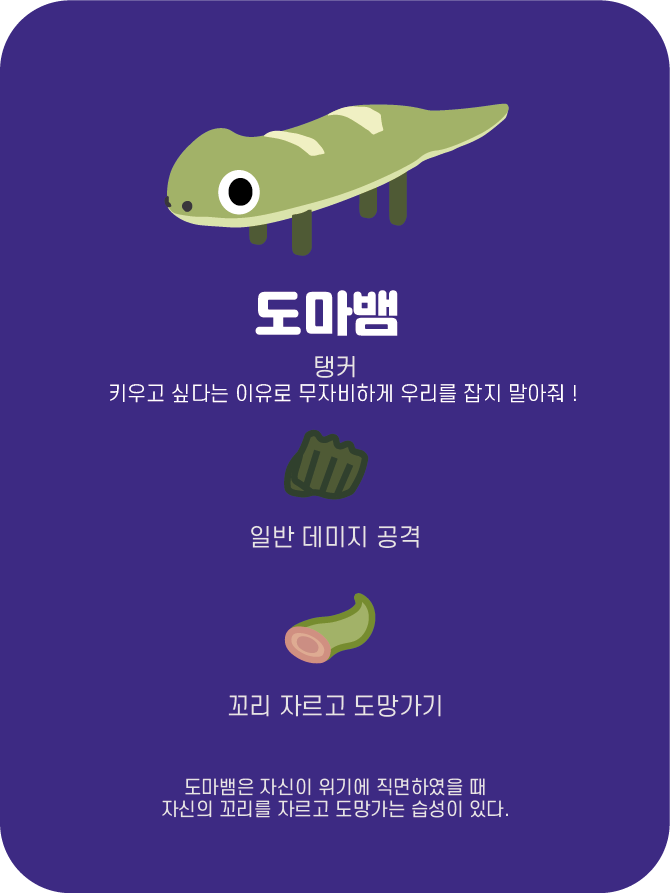 도마뱀
탱커
키우고 싶다는 이유로 무자비하게 우리를 잡지 말아줘 !
일반 데미지 공격
꼬리 자르고 도망가기
도마뱀은 자신이 위기에 직면하였을 때
자신의 꼬리를 자르고 도망가는 습성이 있다.